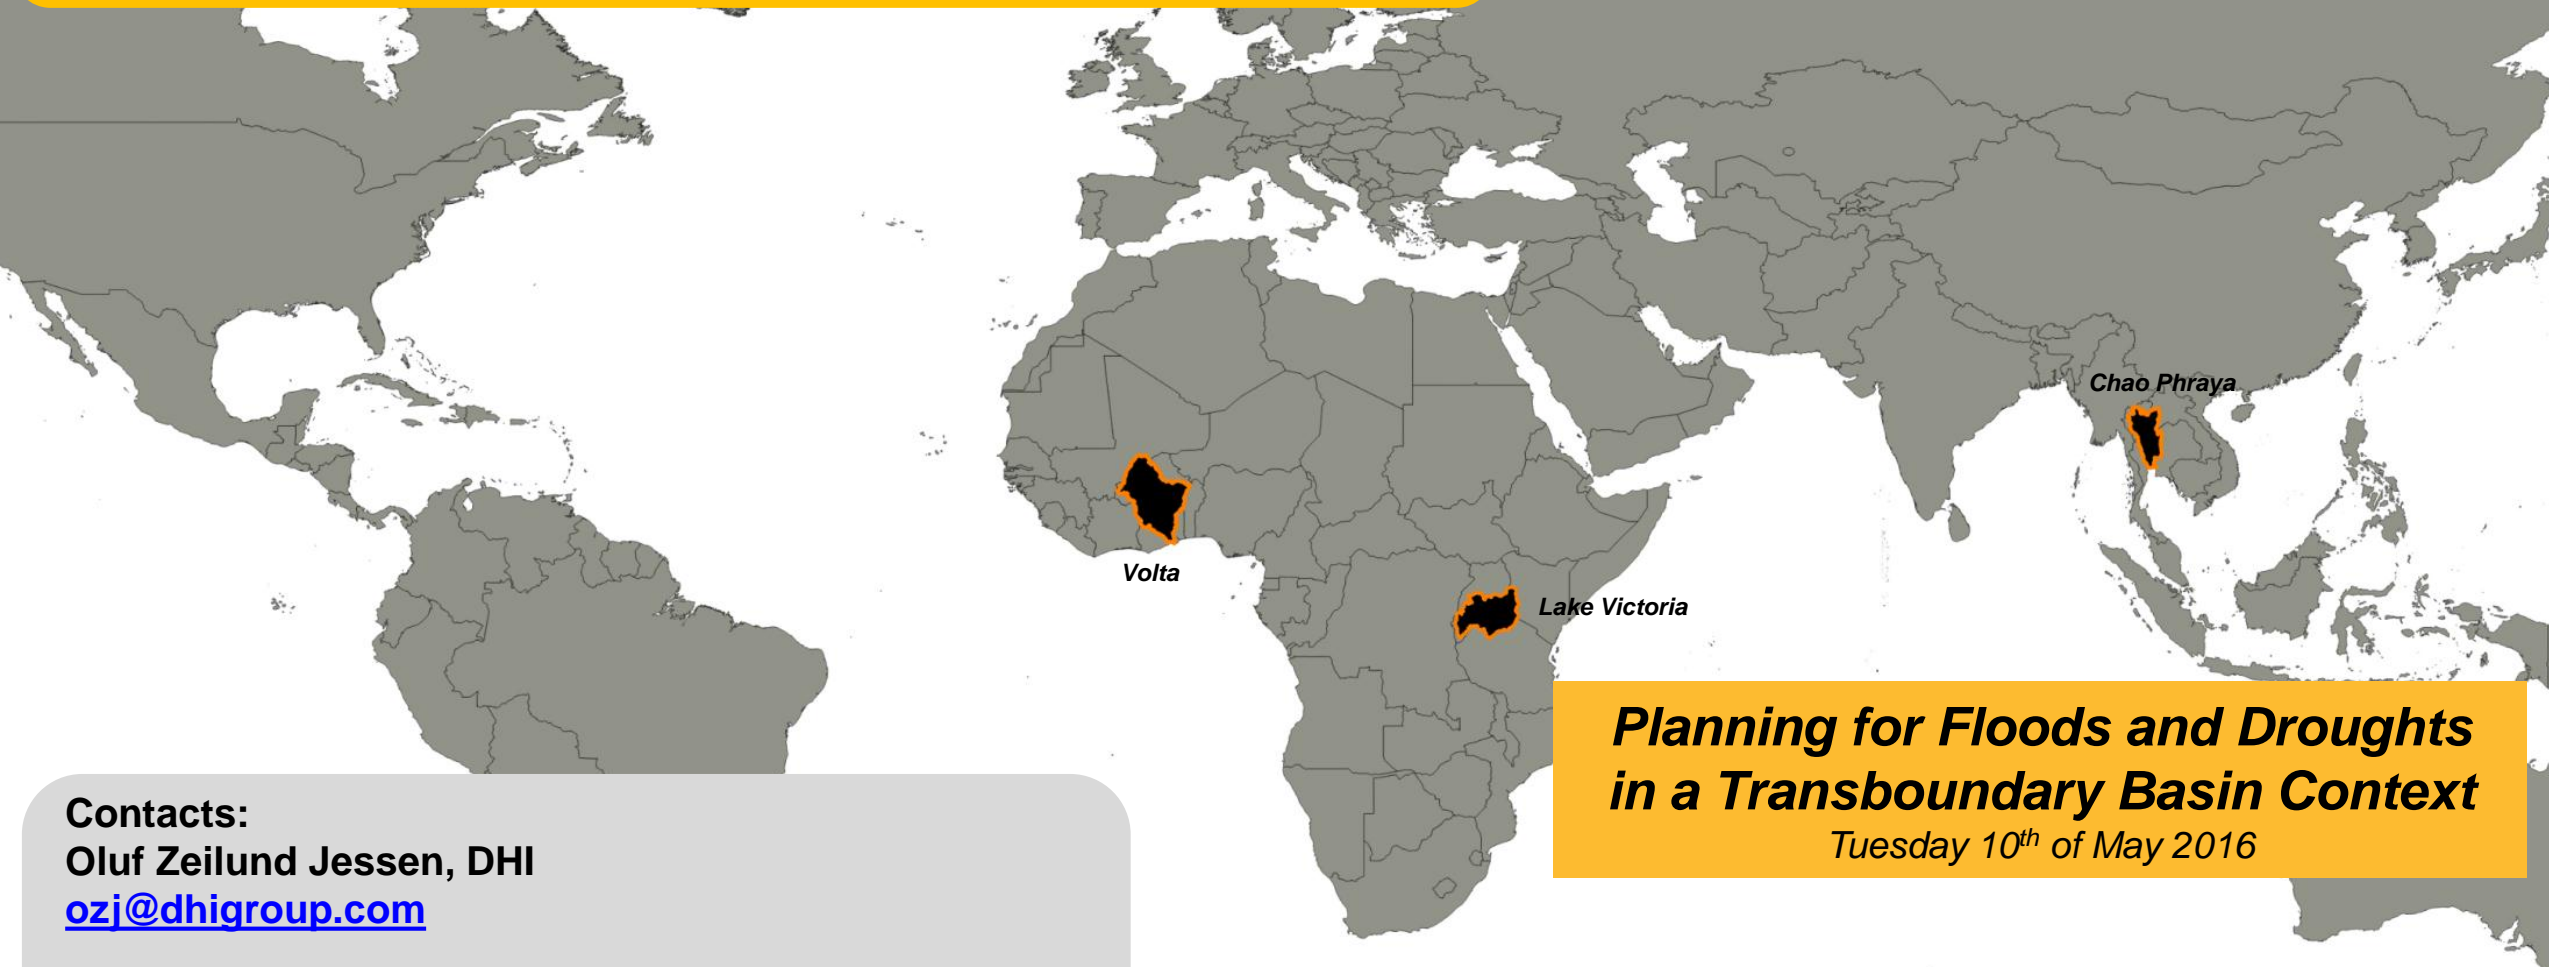 Chao Phraya
Volta
Lake Victoria
Planning for Floods and Droughts
in a Transboundary Basin Context
Tuesday 10th of May 2016
Contacts:
Oluf Zeilund Jessen, DHI
ozj@dhigroup.com